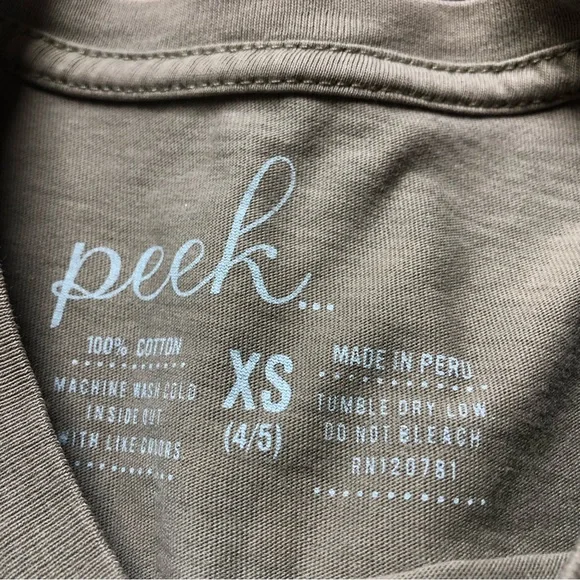 peek...
100% COTTON
MACHINE WASH COLD
INSIDE OUT
WITH LIKE COLORS
XS
(4/5)
MADE IN PERU
TUMBLE DRY LOW
DO NOT BLEACH
RN120781